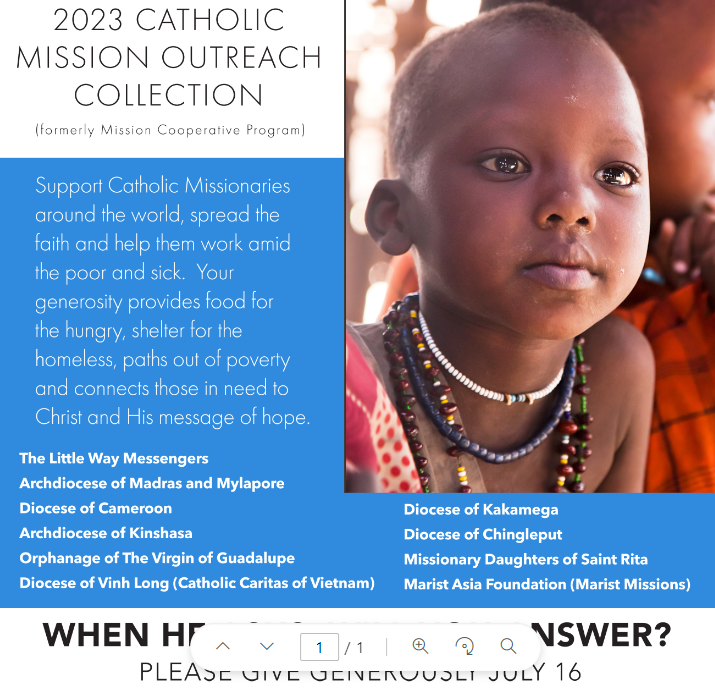 2023 CATHOLIC
MISSION OUTREACH
COLLECTION
(formerly Mission Cooperative Program)
Support Catholic Missionaries
around the world, spread the
faith and help them work amid
the poor and sick. Your
generosity provides food for
the hungry, shelter for the
homeless, paths out of poverty
and connects those in need to
Christ and His message of hope.
The Little Way Messengers
Archdiocese of Madras and Mylapore
Diocese of Cameroon
Archdiocese of Kinshasa
Orphanage of The Virgin of Guadalupe
Diocese of Vinh Long (Catholic Caritas of Vietnam)
Diocese of Kakamega
Diocese of Chingleput
Missionary Daughters of Saint Rita
Marist Asia Foundation (Marist Missions)
WHEN
1 / 1
PLEASE GIVE GENEROUSLY JULY 16